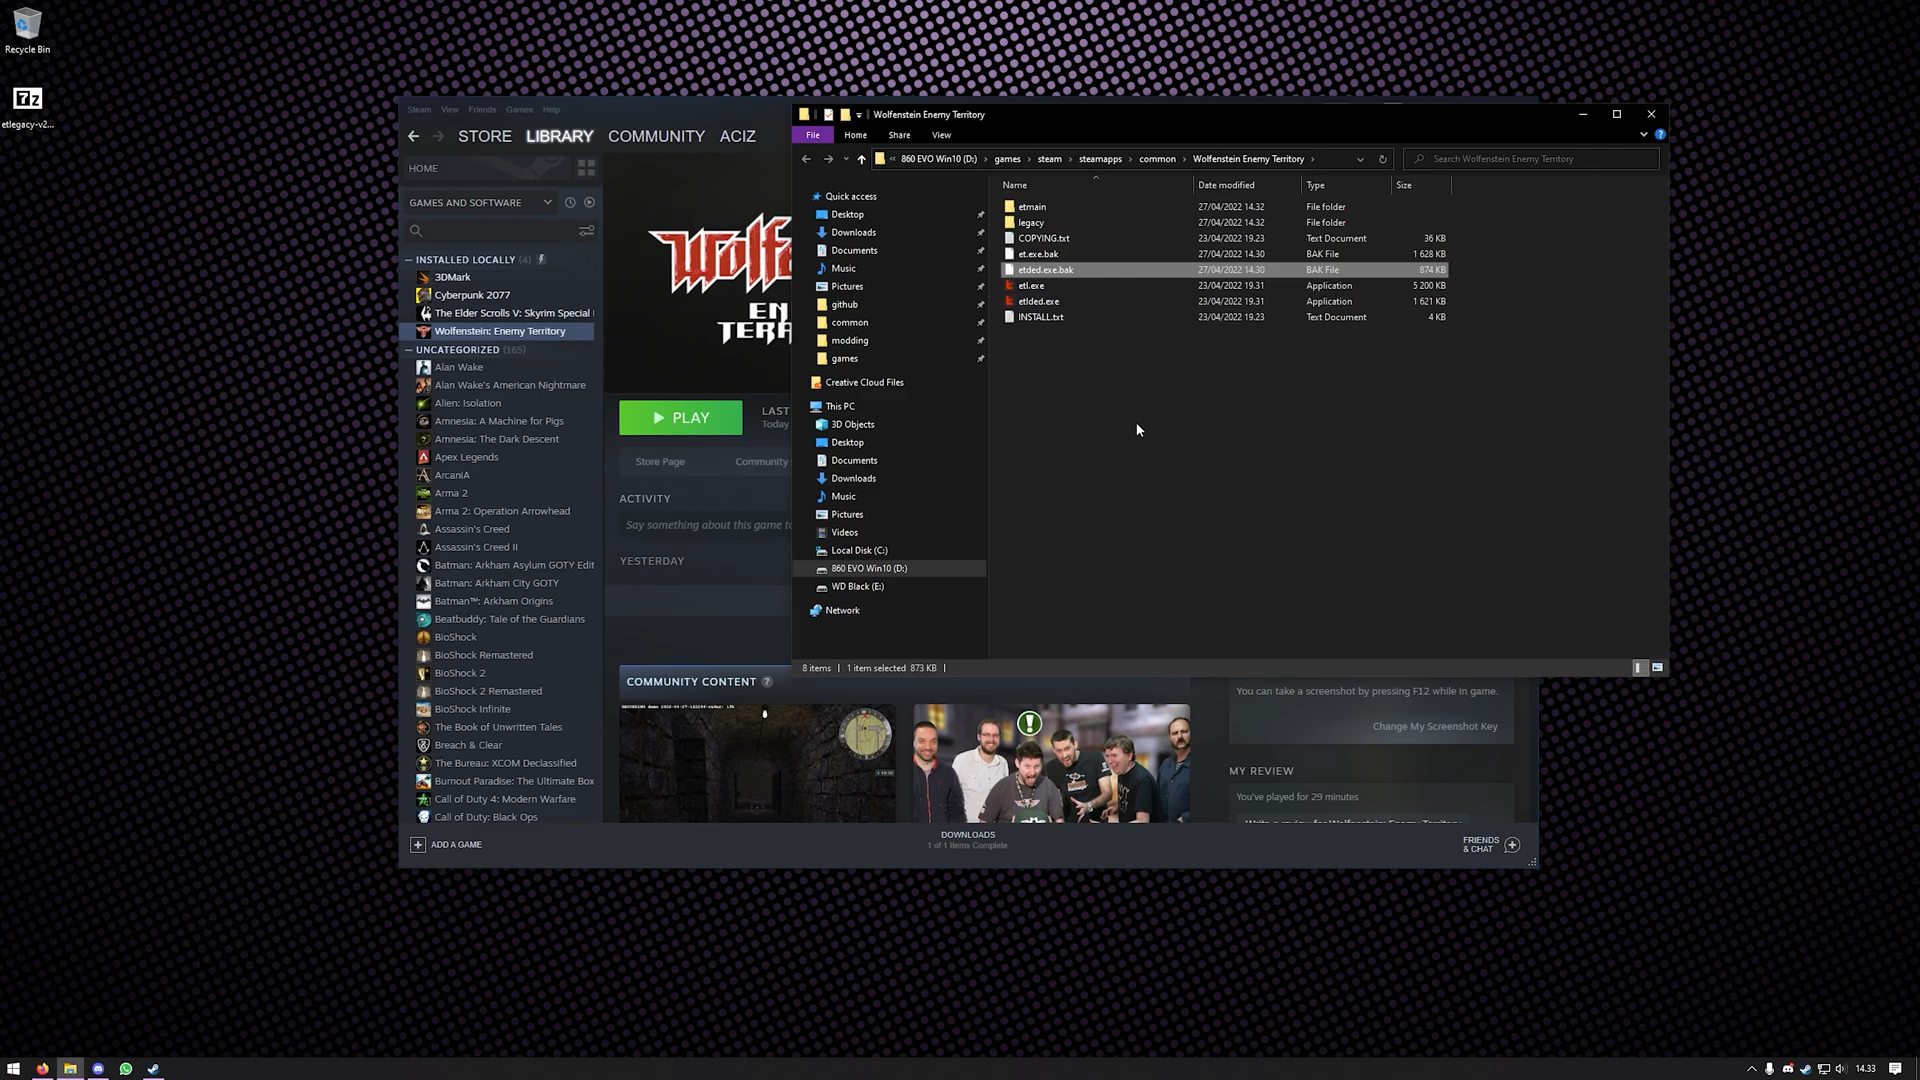 Recycle Bin
7z
etlegacy-v2...
Steam View Friends Games Help
STORE LIBRARY COMMUNITY ACIZ
HOME
GAMES AND SOFTWARE
INSTALLED LOCALLY (4)
3DMark
Cyberpunk 2077
The Elder Scrolls V: Skyrim Special
Wolfenstein: Enemy Territory
UNCATEGORIZED (165)
Alan Wake
Alan Wake's American Nightmare
Alien: Isolation
Amnesia: A Machine for Pigs
Amnesia: The Dark Descent
Apex Legends
ArcaniA
Arma 2
Arma 2: Operation Arrowhead
Assassin's Creed
Assassin's Creed II
Batman: Arkham Asylum GOTY Edit
Batman: Arkham City GOTY
Batman™: Arkham Origins
Beatbuddy: Tale of the Guardians
BioShock
BioShock Remastered
BioShock 2
BioShock 2 Remastered
BioShock Infinite
The Book of Unwritten Tales
Breach & Clear
The Bureau: XCOM Declassified
Burnout Paradise: The Ultimate Box
Call of Duty 4: Modern Warfare
Call of Duty: Black Ops
ADD A GAME
Wolf
EN
TERR
PLAY
LAST
Today
Store Page Community
ACTIVITY
Say something about this game to
YESTERDAY
COMMUNITY CONTENT ?
You can take a screenshot by pressing F12 while in game.
Change My Screenshot Key
MY REVIEW
You've played for 29 minutes
Write a review for Wolfenstein: Enemy Territory
DOWNLOADS
1 of 1 Items Complete
FRIENDS
& CHAT
Wolfenstein Enemy Territory
File Home Share View
860 EVO Win10 (D:) games steam steamapps common Wolfenstein Enemy Territory
Search Wolfenstein Enemy Territory
Quick access
Desktop
Downloads
Documents
Music
Pictures
github
common
modding
games
Creative Cloud Files
This PC
3D Objects
Desktop
Documents
Downloads
Music
Pictures
Videos
Local Disk (C:)
860 EVO Win10 (D:)
WD Black (E:)
Network
Name Date modified Type Size
etmain 27/04/2022 14.32 File folder
legacy 27/04/2022 14.32 File folder
COPYING.txt 23/04/2022 19.23 Text Document 36 KB
et.exe.bak 27/04/2022 14.30 BAK File 1 628 KB
etded.exe.bak 27/04/2022 14.30 BAK File 874 KB
etl.exe 23/04/2022 19.31 Application 5 200 KB
etlded.exe 23/04/2022 19.31 Application 1 621 KB
INSTALL.txt 23/04/2022 19.23 Text Document 4 KB
8 items 1 item selected 873 KB
14.33